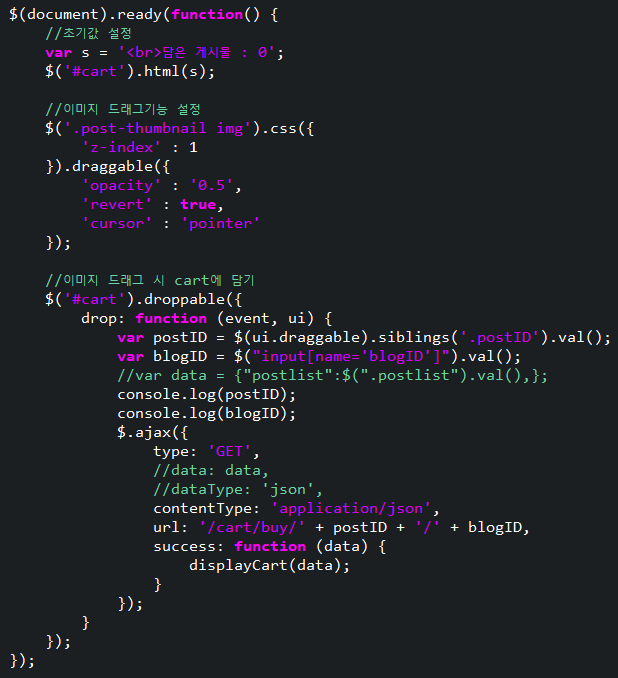 $(document).ready(function() {
    //초기값 설정
    var s = '<br>담은 게시물 : 0';
    $('#cart').html(s);

    //이미지 드래그기능 설정
    $('.post-thumbnail img').css({
        'z-index' : 1
    }).draggable({
        'opacity' : '0.5',
        'revert' : true,
        'cursor' : 'pointer'
    });

    //이미지 드래그 시 cart에 담기
    $('#cart').droppable({
        drop: function (event, ui) {
            var postID = $(ui.draggable).siblings('.postID').val();
            var blogID = $("input[name='blogID']").val();
            //var data = {"postlist":$(".postlist").val(),};
            console.log(postID);
            console.log(blogID);
            $.ajax({
                type: 'GET',
                //data: data,
                //dataType: 'json',
                contentType: 'application/json',
                url: '/cart/buy/' + postID + '/' + blogID,
                success: function (data) {
                    displayCart(data);
                }
            });
        }
    });
});